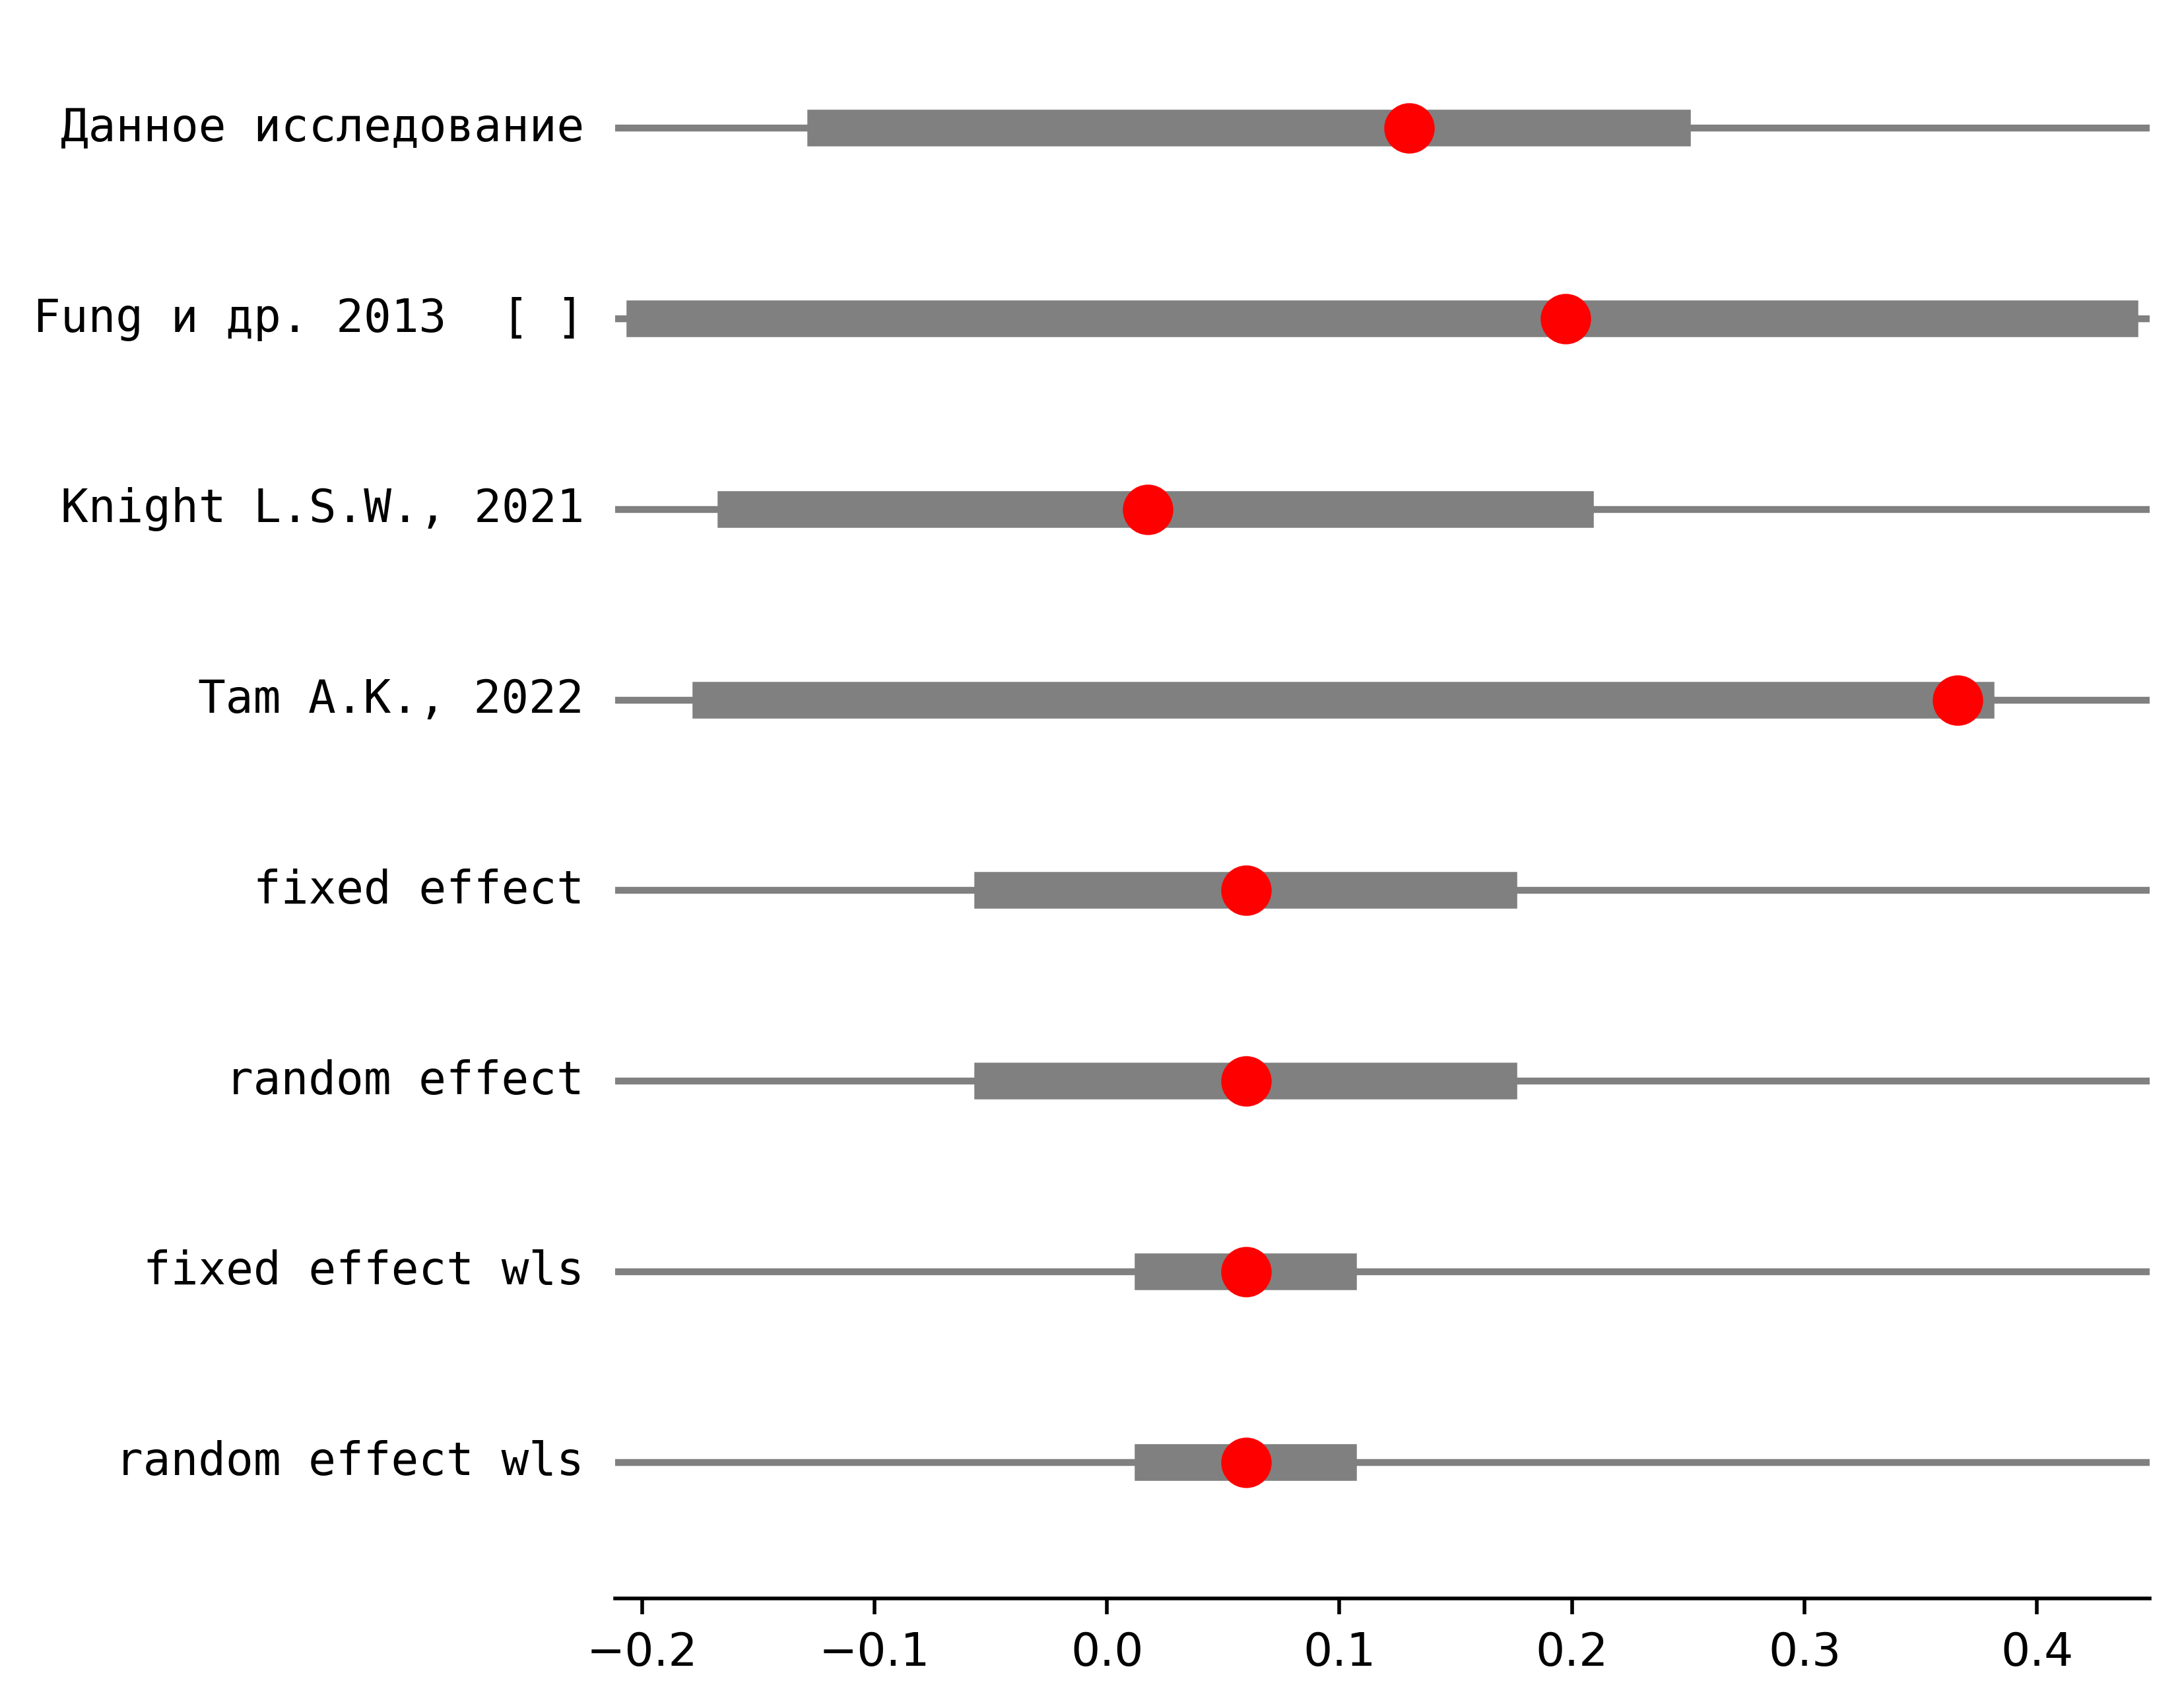 Данное исследование
Fung и др. 2013  [ ]
Knight L.S.W., 2021
Tam A.K., 2022
fixed effect
random effect
fixed effect wls
random effect wls
−0.2 −0.1 0.0 0.1 0.2 0.3 0.4